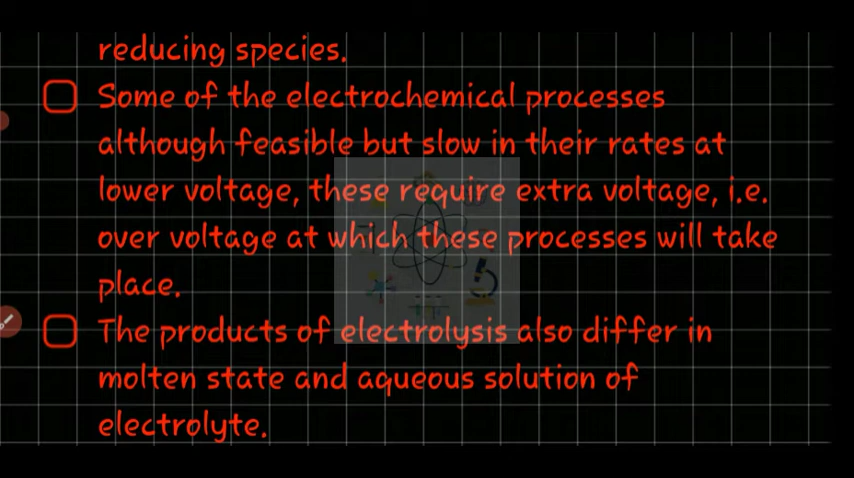 reducing species.
Some of the electrochemical processes
although feasible but slow in their rates at
lower voltage, these require extra voltage, i.e.
over voltage at which these processes will take
place.
The products of electrolysis also differ in
molten state and aqueous solution of
electrolyte.